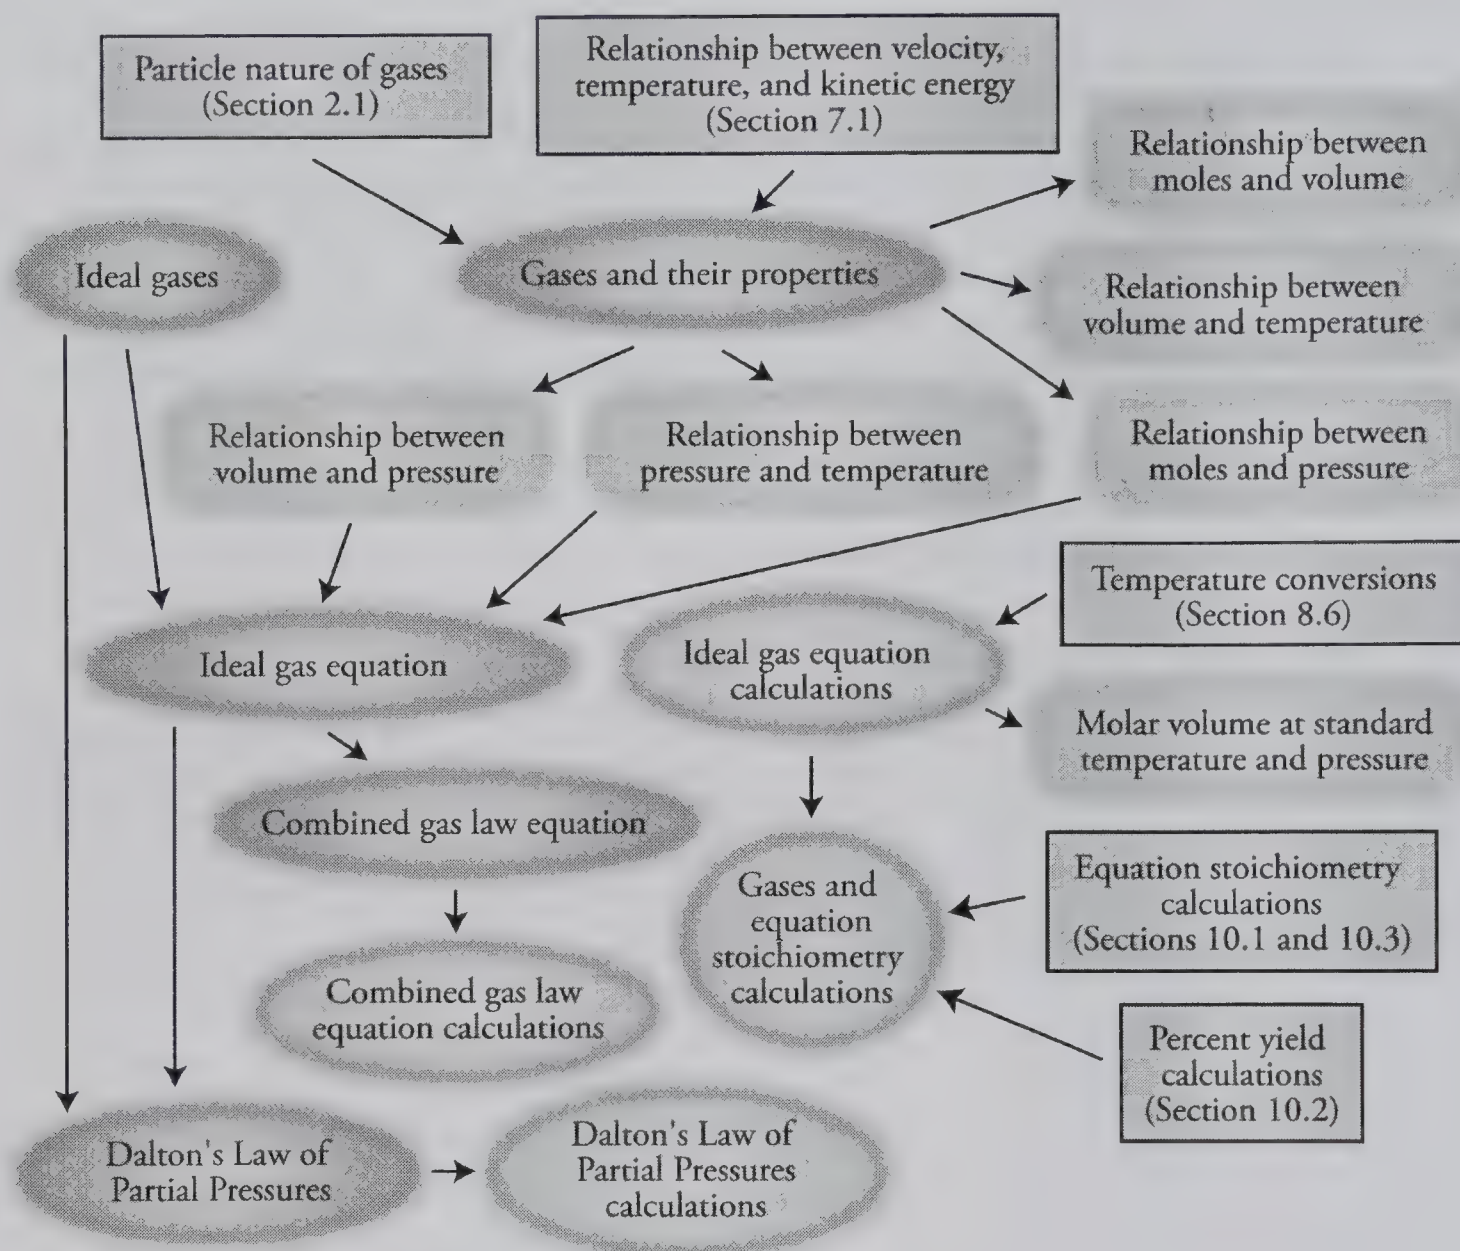 Particle nature of gases
(Section 2.1)
Relationship between velocity,
temperature, and kinetic energy
(Section 7.1)
Relationship between
moles and volume
Ideal gases
Gases and their properties
Relationship between
volume and temperature
Relationship between
volume and pressure
Relationship between
pressure and temperature
Relationship between
moles and pressure
Temperature conversions
(Section 8.6)
Ideal gas equation
Ideal gas equation
calculations
Molar volume at standard
temperature and pressure
Combined gas law equation
Gases and
equation
stoichiometry
calculations
Equation stoichiometry
calculations
(Sections 10.1 and 10.3)
Combined gas law
equation calculations
Percent yield
calculations
(Section 10.2)
Dalton's Law of
Partial Pressures
Dalton's Law of
Partial Pressures
calculations